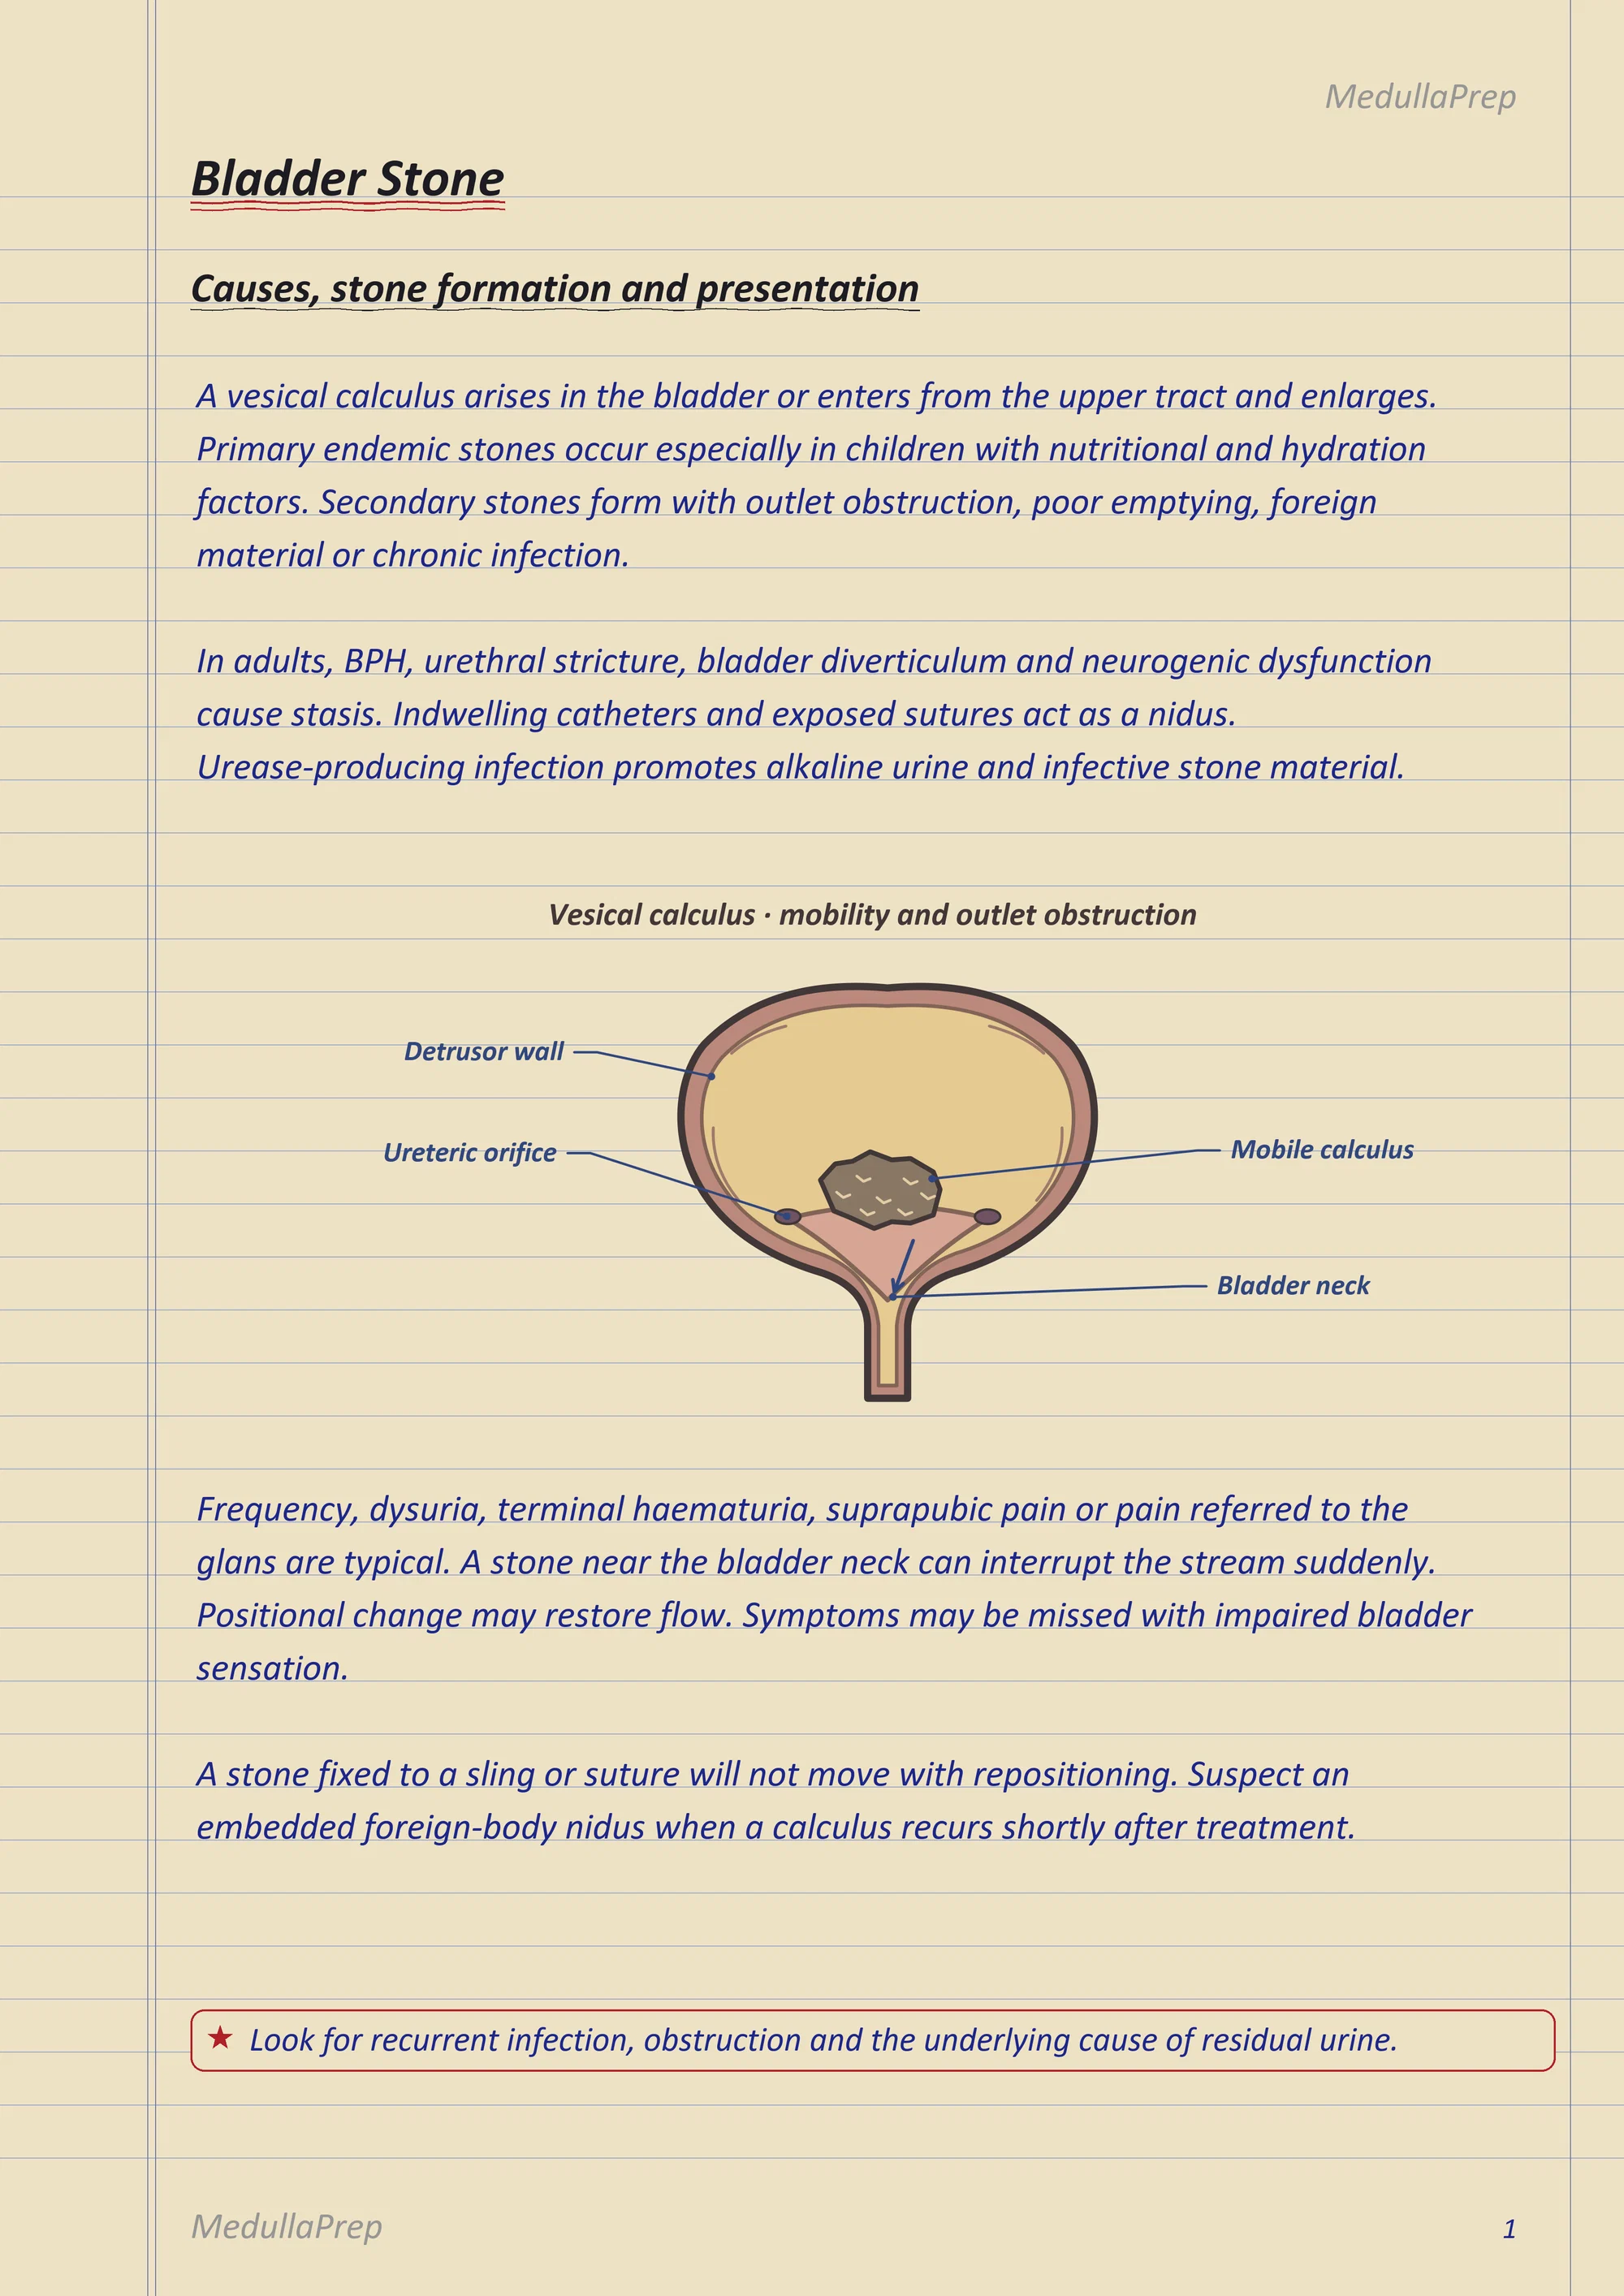 MedullaPrep
Bladder Stone
Causes, stone formation and presentation
A vesical calculus arises in the bladder or enters from the upper tract and enlarges.
Primary endemic stones occur especially in children with nutritional and hydration
factors. Secondary stones form with outlet obstruction, poor emptying, foreign
material or chronic infection.
In adults, BPH, urethral stricture, bladder diverticulum and neurogenic dysfunction
cause stasis. Indwelling catheters and exposed sutures act as a nidus.
Urease-producing infection promotes alkaline urine and infective stone material.
Vesical calculus · mobility and outlet obstruction
Detrusor wall
Ureteric orifice
Mobile calculus
Bladder neck
Frequency, dysuria, terminal haematuria, suprapubic pain or pain referred to the
glans are typical. A stone near the bladder neck can interrupt the stream suddenly.
Positional change may restore flow. Symptoms may be missed with impaired bladder
sensation.
A stone fixed to a sling or suture will not move with repositioning. Suspect an
embedded foreign-body nidus when a calculus recurs shortly after treatment.
★ Look for recurrent infection, obstruction and the underlying cause of residual urine.
MedullaPrep
1